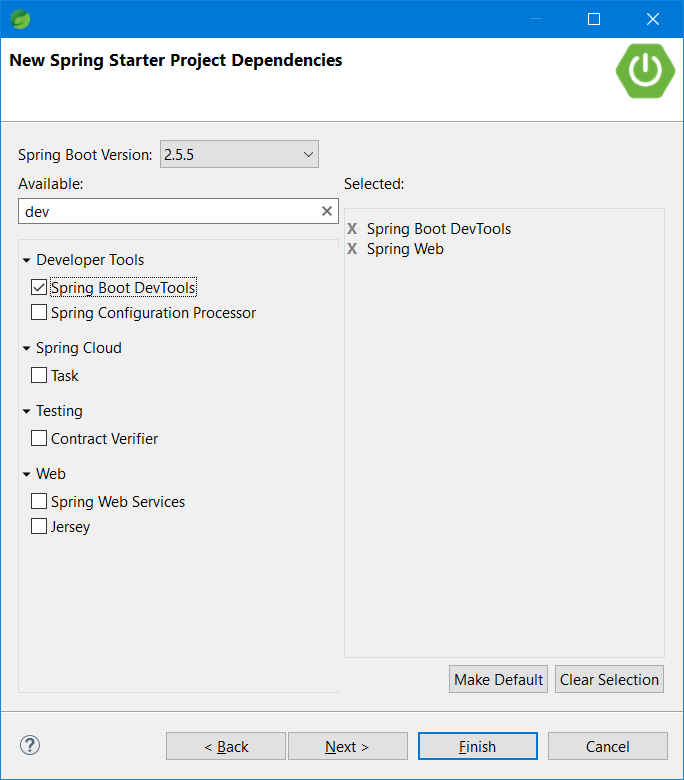 New Spring Starter Project Dependencies
Spring Boot Version: 2.5.5
Available:
Selected:
dev
Developer Tools
Spring Boot DevTools
Spring Configuration Processor
Spring Cloud
Task
Testing
Contract Verifier
Web
Spring Web Services
Jersey
X Spring Boot DevTools
X Spring Web
Make Default
Clear Selection
?
< Back
Next >
Finish
Cancel